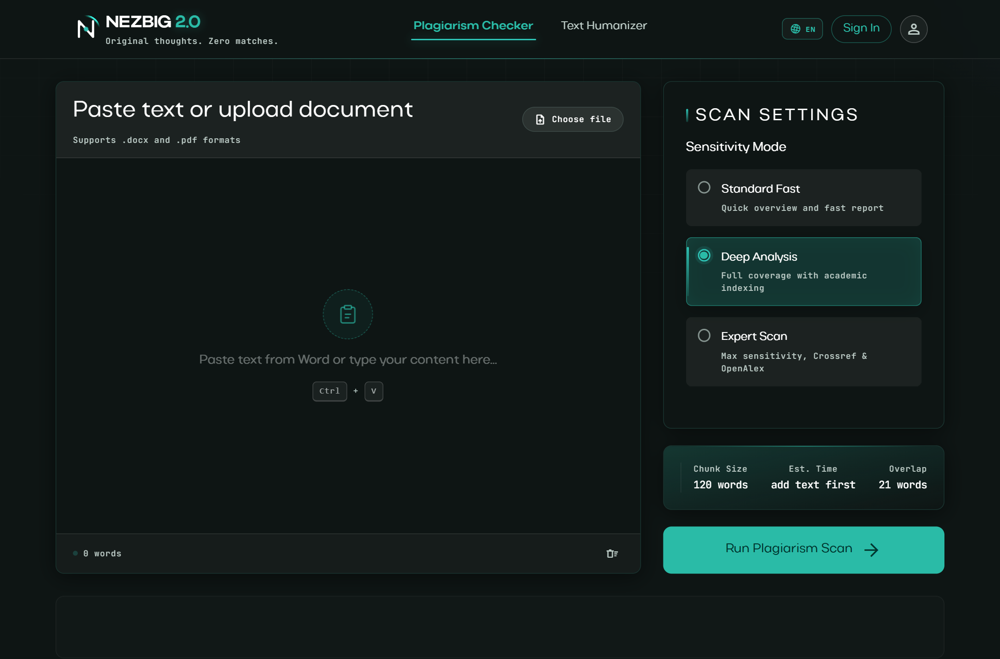 NEZBIG 2.0
Original thoughts. Zero matches.
Plagiarism Checker
Text Humanizer
EN
Sign In
Paste text or upload document
Supports .docx and .pdf formats
Choose file
Paste text from Word or type your content here...
Ctrl + V
0 words
SCAN SETTINGS
Sensitivity Mode
Standard Fast
Quick overview and fast report
Deep Analysis
Full coverage with academic
indexing
Expert Scan
Max sensitivity, Crossref &
OpenAlex
Chunk Size
120 words
Est. Time
add text first
Overlap
21 words
Run Plagiarism Scan